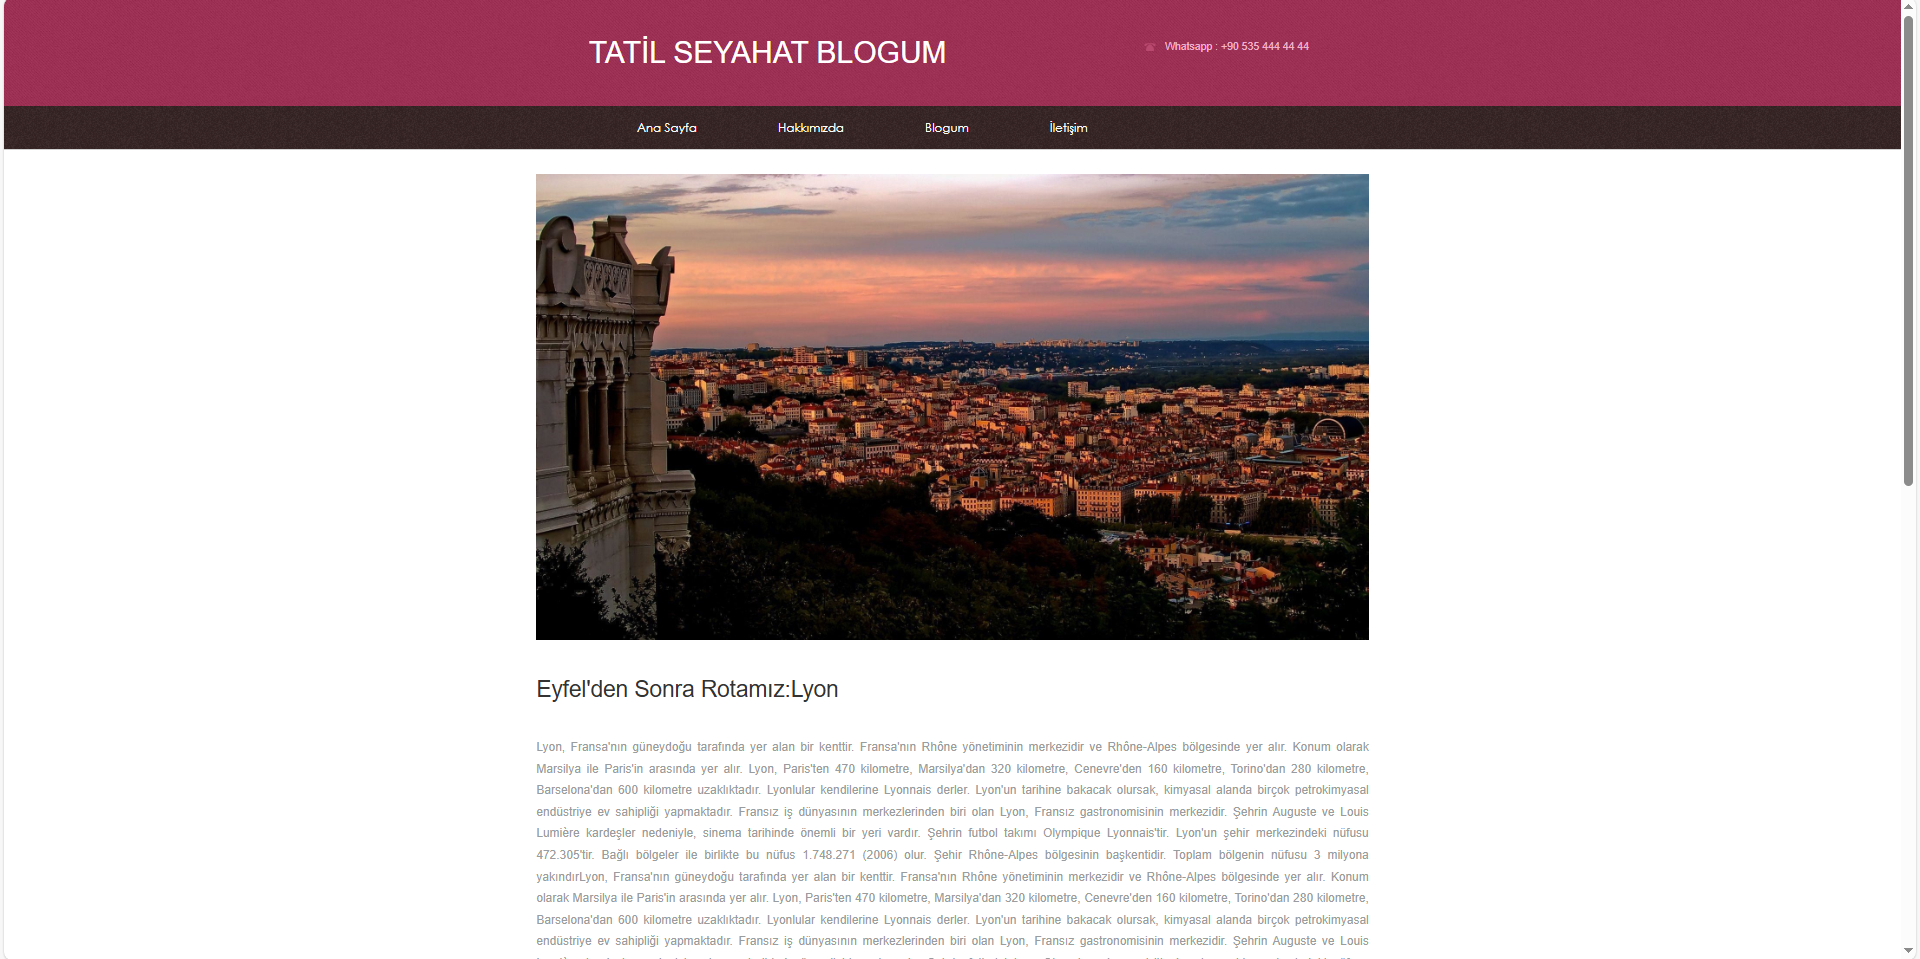 TATİL SEYAHAT BLOGUM
Whatsapp : +90 535 444 44 44
Ana Sayfa Hakkımızda Blogum İletişim
Eyfel'den Sonra Rotamız:Lyon
Lyon, Fransa'nın güneydoğu tarafında yer alan bir kenttir. Fransa'nın Rhône yönetiminin merkezidir ve Rhône-Alpes bölgesinde yer alır. Konum olarak
Marsilya ile Paris'in arasında yer alır. Lyon, Paris'ten 470 kilometre, Marsilya'dan 320 kilometre, Cenevre'den 160 kilometre, Torino'dan 280 kilometre,
Barselona'dan 600 kilometre uzaklıktadır. Lyonlular kendilerine Lyonnais derler. Lyon'un tarihine bakacak olursak, kimyasal alanda birçok petrokimyasal
endüstriye ev sahipliği yapmaktadır. Fransız iş dünyasının merkezlerinden biri olan Lyon, Fransız gastronomisinin merkezidir. Şehrin Auguste ve Louis
Lumière kardeşler nedeniyle, sinema tarihinde önemli bir yeri vardır. Şehrin futbol takımı Olympique Lyonnais'tir. Lyon'un şehir merkezindeki nüfusu
472.305'tir. Bağlı bölgeler ile birlikte bu nüfus 1.748.271 (2006) olur. Şehir Rhône-Alpes bölgesinin başkentidir. Toplam bölgenin nüfusu 3 milyona
yakındırLyon, Fransa'nın güneydoğu tarafında yer alan bir kenttir. Fransa'nın Rhône yönetiminin merkezidir ve Rhône-Alpes bölgesinde yer alır. Konum
olarak Marsilya ile Paris'in arasında yer alır. Lyon, Paris'ten 470 kilometre, Marsilya'dan 320 kilometre, Cenevre'den 160 kilometre, Torino'dan 280 kilometre,
Barselona'dan 600 kilometre uzaklıktadır. Lyonlular kendilerine Lyonnais derler. Lyon'un tarihine bakacak olursak, kimyasal alanda birçok petrokimyasal
endüstriye ev sahipliği yapmaktadır. Fransız iş dünyasının merkezlerinden biri olan Lyon, Fransız gastronomisinin merkezidir. Şehrin Auguste ve Louis